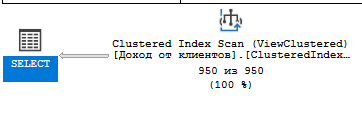 Clustered Index Scan (ViewClustered)
SELECT
[Доход от клиентов].[ClusteredIndex…
950 из 950
(100 %)